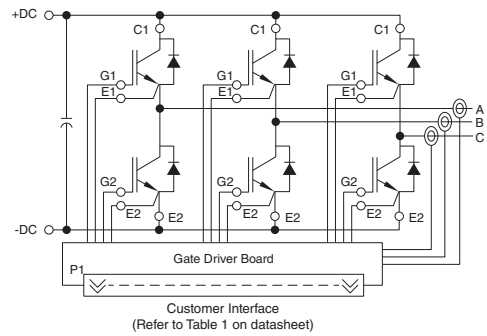 +DC
C1 C1 C1
G1 G1 G1
E1 E1 E1
A
B
C
G2 G2 G2
E2 E2 E2
-DC
E2 E2 E2
Gate Driver Board
P1
Customer Interface
(Refer to Table 1 on datasheet)